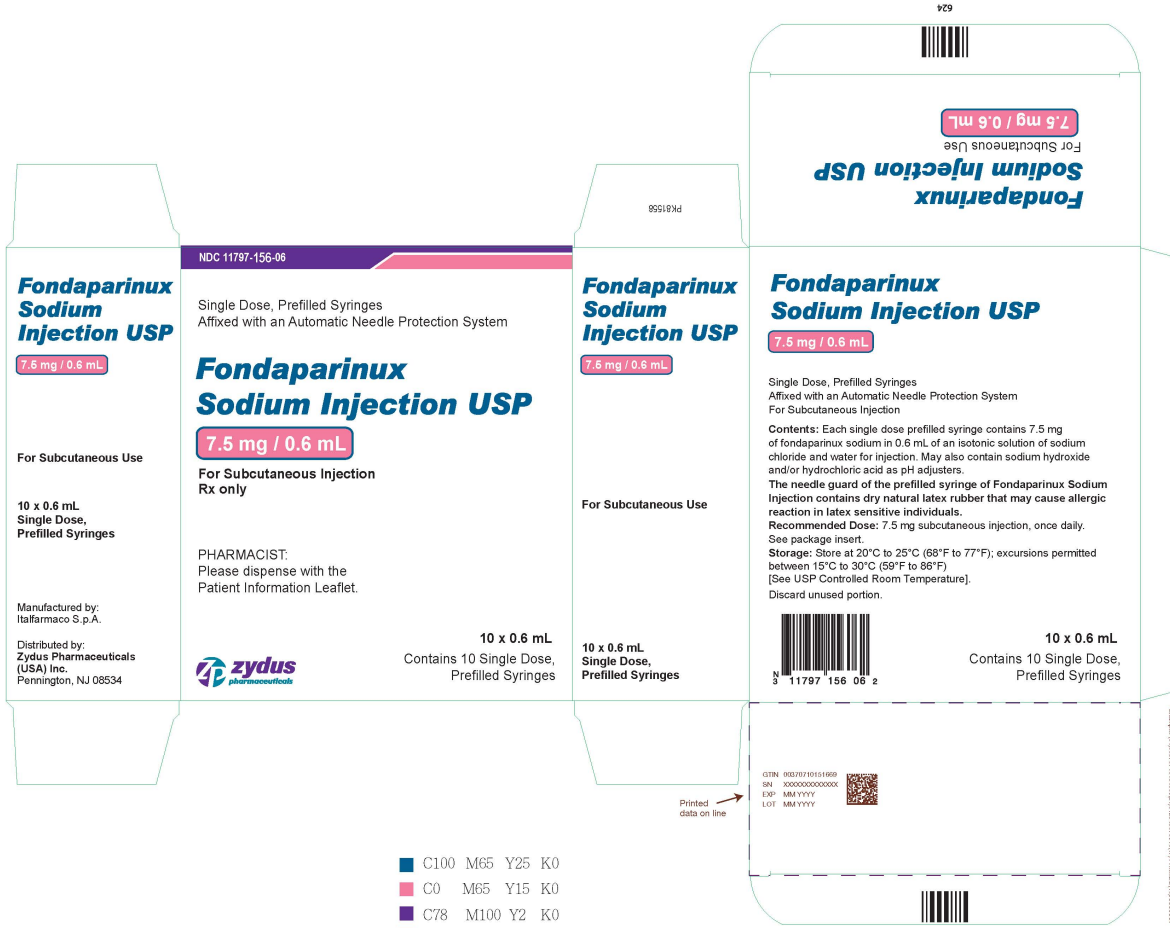 624
7.5 mg / 0.6 mL
For Subcutaneous Use
Fondaparinux
Sodium Injection USP
PK81558
Fondaparinux
Sodium
Injection USP
7.5 mg / 0.6 mL
For Subcutaneous Use
10 x 0.6 mL
Single Dose,
Prefilled Syringes
Manufactured by:
Italfarmaco S.p.A.
Distributed by:
Zydus Pharmaceuticals
(USA) Inc.
Pennington, NJ 08534
NDC 11797-156-06
Single Dose, Prefilled Syringes
Affixed with an Automatic Needle Protection System
Fondaparinux
Sodium Injection USP
7.5 mg / 0.6 mL
For Subcutaneous Injection
Rx only
PHARMACIST:
Please dispense with the
Patient Information Leaflet.
zydus
pharmaceuticals
10 x 0.6 mL
Contains 10 Single Dose,
Prefilled Syringes
Fondaparinux
Sodium
Injection USP
7.5 mg / 0.6 mL
For Subcutaneous Use
10 x 0.6 mL
Single Dose,
Prefilled Syringes
Fondaparinux
Sodium Injection USP
7.5 mg / 0.6 mL
Single Dose, Prefilled Syringes
Affixed with an Automatic Needle Protection System
For Subcutaneous Injection
Contents: Each single dose prefilled syringe contains 7.5 mg
of fondaparinux sodium in 0.6 mL of an isotonic solution of sodium
chloride and water for injection. May also contain sodium hydroxide
and/or hydrochloric acid as pH adjusters.
The needle guard of the prefilled syringe of Fondaparinux Sodium
Injection contains dry natural latex rubber that may cause allergic
reaction in latex sensitive individuals.
Recommended Dose: 7.5 mg subcutaneous injection, once daily.
See package insert.
Storage: Store at 20°C to 25°C (68°F to 77°F); excursions permitted
between 15°C to 30°C (59°F to 86°F)
[See USP Controlled Room Temperature].
Discard unused portion.
N
3 11797 156 06 2
10 x 0.6 mL
Contains 10 Single Dose,
Prefilled Syringes
GTIN 00370710151669
SN XXXXXXXXXXXXX
EXP MM YYYY
LOT MM YYYY
Printed
data on line
C100 M65 Y25 K0
C0 M65 Y15 K0
C78 M100 Y2 K0